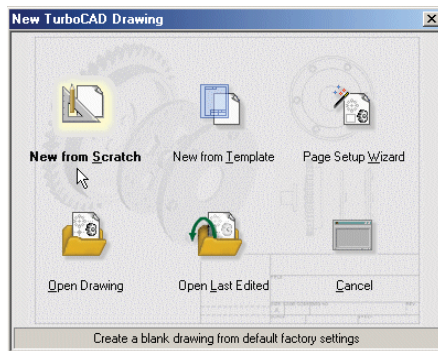 New TurboCAD Drawing
New from Scratch
New from Template
Page Setup Wizard
Open Drawing
Open Last Edited
Cancel
Create a blank drawing from default factory settings